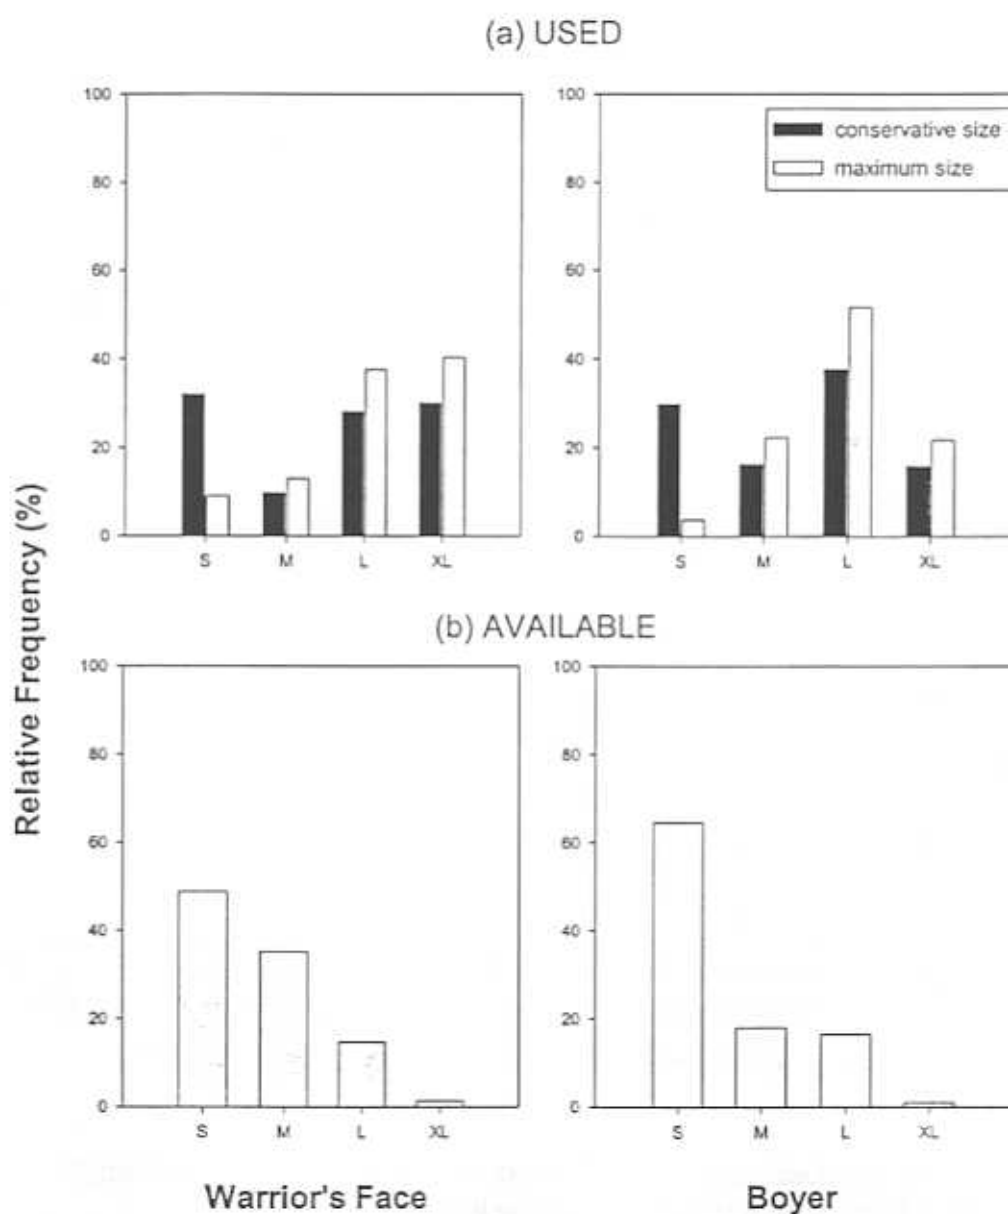 (a) USED
100
80
60
40
20
0
S M L XL
conservative size
maximum size
100
80
60
40
20
0
S M L XL
Relative Frequency (%)
(b) AVAILABLE
100
80
60
40
20
0
S M L XL
100
80
60
40
20
0
S M L XL
Warrior's Face
Boyer